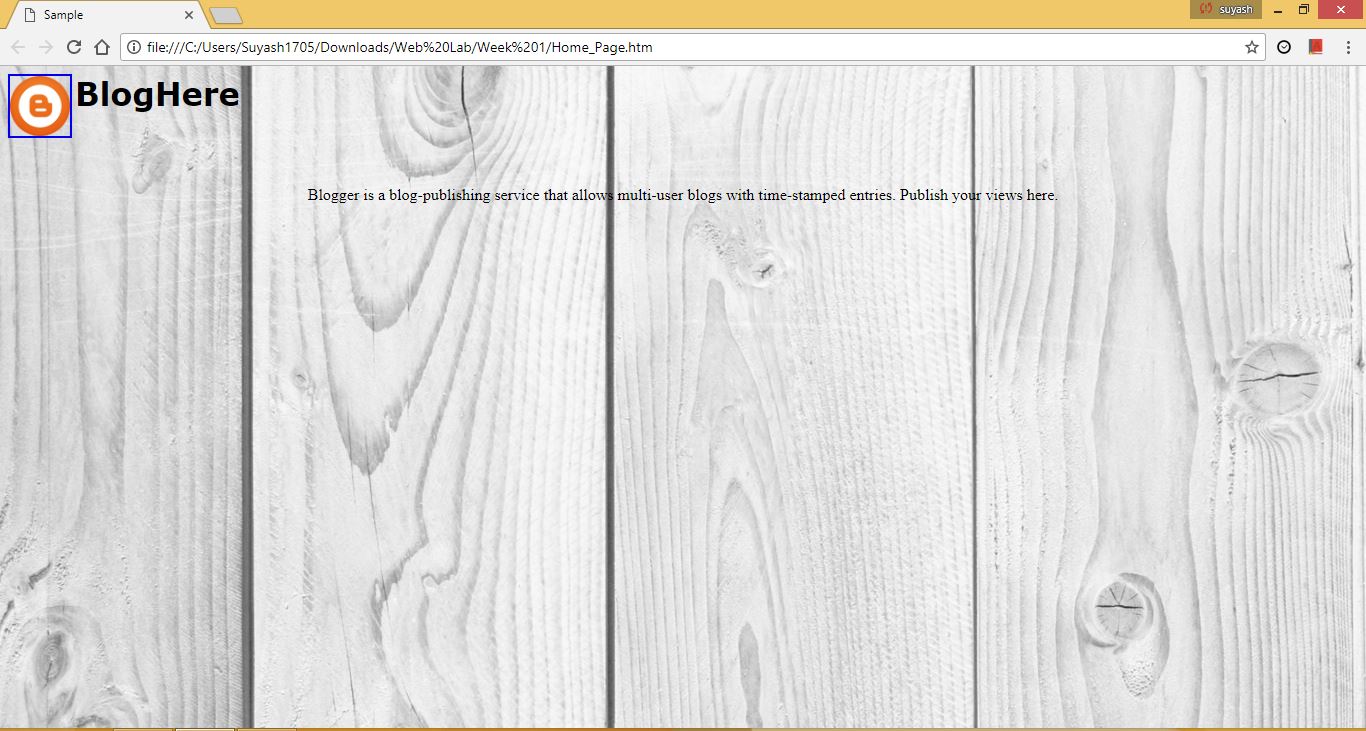 Sample
suyash
file:///C:/Users/Suyash1705/Downloads/Web%20Lab/Week%201/Home_Page.htm
BlogHere
Blogger is a blog-publishing service that allows multi-user blogs with time-stamped entries. Publish your views here.